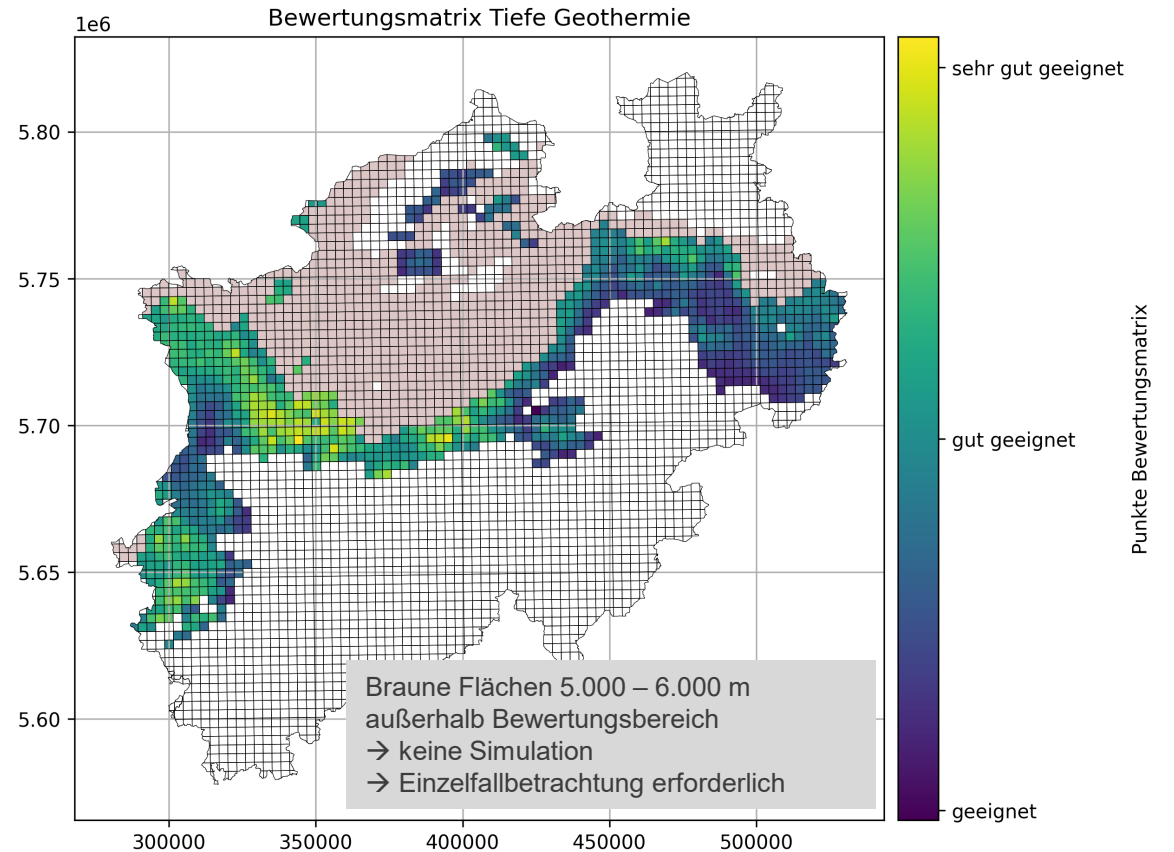 Bewertungsmatrix Tiefe Geothermie
1e6
5.80
5.75
5.70
5.65
5.60
300000
350000
400000
450000
500000
Braune Flächen 5.000 – 6.000 m
außerhalb Bewertungsbereich
→ keine Simulation
→ Einzelfallbetrachtung erforderlich
sehr gut geeignet
gut geeignet
geeignet
Punkte Bewertungsmatrix